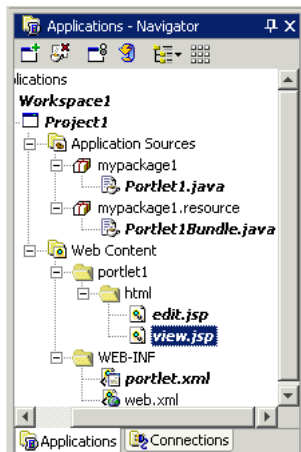 Applications - Navigator
lications
Workspace1
Project1
Application Sources
mypackage1
Portlet1.java
mypackage1.resource
Portlet1Bundle.java
Web Content
portlet1
html
edit.jsp
view.jsp
WEB-INF
portlet.xml
web.xml
Applications Connections